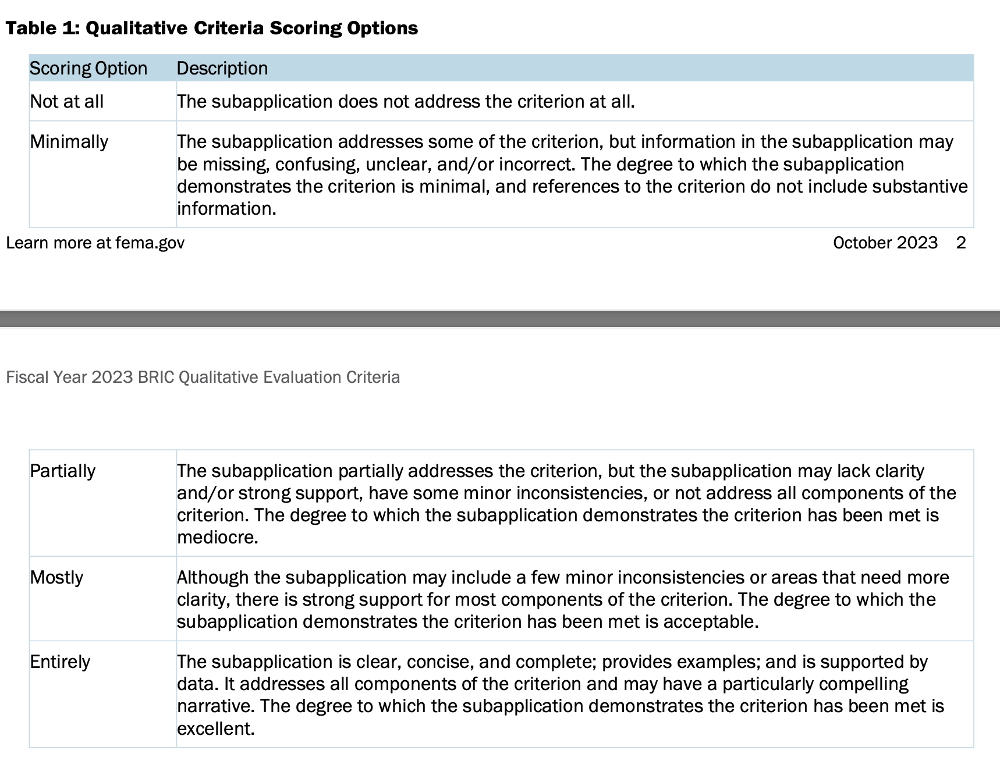 Table 1: Qualitative Criteria Scoring Options
Scoring Option Description
Not at all The subapplication does not address the criterion at all.
Minimally The subapplication addresses some of the criterion, but information in the subapplication may
be missing, confusing, unclear, and/or incorrect. The degree to which the subapplication
demonstrates the criterion is minimal, and references to the criterion do not include substantive
information.
Learn more at fema.gov October 2023 2
Fiscal Year 2023 BRIC Qualitative Evaluation Criteria
Partially The subapplication partially addresses the criterion, but the subapplication may lack clarity
and/or strong support, have some minor inconsistencies, or not address all components of the
criterion. The degree to which the subapplication demonstrates the criterion has been met is
mediocre.
Mostly Although the subapplication may include a few minor inconsistencies or areas that need more
clarity, there is strong support for most components of the criterion. The degree to which the
subapplication demonstrates the criterion has been met is acceptable.
Entirely The subapplication is clear, concise, and complete; provides examples; and is supported by
data. It addresses all components of the criterion and may have a particularly compelling
narrative. The degree to which the subapplication demonstrates the criterion has been met is
excellent.